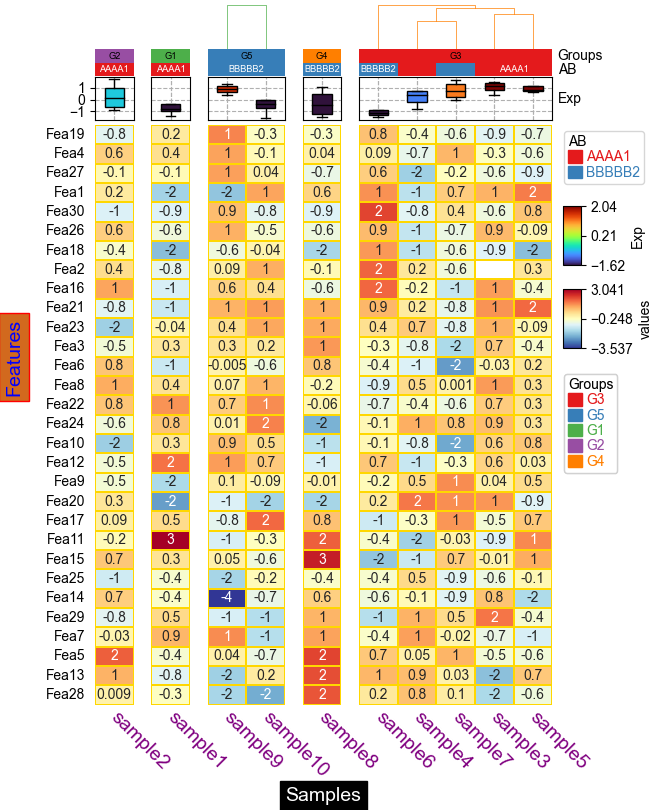 G2 G1 G5 G4 G3 Groups
AAAA1 AAAA1 BBBBB2 BBBBB2 BBBBB2 AAAA1 AB
1
0
−1
Exp
Fea19 -0.8 0.2 1 -0.3 -0.3 0.8 -0.4 -0.6 -0.9 -0.7
Fea4 0.6 0.4 1 -0.1 0.04 0.09 -0.7 1 -0.3 -0.6
Fea27 -0.1 -0.1 1 0.04 -0.7 0.6 -2 -0.2 -0.6 -0.9
Fea1 0.2 -2 -2 1 0.6 1 -1 0.7 1 2
Fea30 -1 -0.9 0.9 -0.8 -0.9 2 -0.8 0.4 -0.6 0.8
Fea26 0.6 -1 1 -0.5 -0.6 0.9 -1 -0.7 0.9 -0.09
Fea18 -0.4 -2 -0.6 -0.04 -2 1 -1 -0.6 -0.9 -2
Fea2 0.4 -0.8 0.09 1 -0.1 2 0.2 -0.6 0.3
Fea16 1 -1 0.6 0.4 -0.6 2 -0.2 -1 1 -0.4
Fea21 -0.8 -1 1 1 1 0.9 0.2 -0.8 1 2
Fea23 -2 -0.04 0.4 1 1 0.4 0.7 -0.8 1 -0.09
Fea3 -0.5 0.3 0.3 0.2 1 -0.3 -0.8 -2 0.7 -0.4
Fea6 0.8 -1 -0.005 -0.6 0.8 -0.4 -1 -2 -0.03 0.2
Fea8 1 0.4 0.07 1 -0.2 -0.9 0.5 0.001 1 0.3
Fea22 0.8 1 0.7 1 -0.06 -0.7 -0.4 -0.6 0.7 0.3
Fea24 -0.6 0.8 0.01 2 -2 -0.1 1 0.8 0.9 0.3
Fea10 -2 0.3 0.9 0.5 -1 -0.1 -0.8 -2 0.6 0.8
Fea12 -0.5 2 1 0.7 -1 0.7 -1 -0.3 0.6 0.03
Fea9 -0.5 -2 0.1 -0.09 -0.01 -0.2 0.5 1 0.04 0.5
Fea20 0.3 -2 -1 -2 -2 0.2 2 1 1 -0.9
Fea17 0.09 0.5 -0.8 2 0.8 -1 -0.3 1 -0.5 0.7
Fea11 -0.2 3 -1 -0.3 2 -0.4 -2 -0.03 -0.9 1
Fea15 0.7 0.3 0.05 -0.6 3 -2 -1 0.7 -0.01 1
Fea25 -1 -0.4 -2 -0.2 -0.4 -0.4 0.5 -0.9 -0.6 -0.1
Fea14 0.7 -0.4 -4 -0.7 0.6 -0.6 -0.1 -0.9 0.8 -2
Fea29 -0.8 0.5 -1 -1 1 -1 1 0.5 2 -0.4
Fea7 -0.03 0.9 1 -1 1 -0.4 1 -0.02 -0.7 -1
Fea5 2 -0.4 0.04 -0.7 2 0.7 0.05 1 -0.5 -0.6
Fea13 1 -0.8 -2 0.2 2 1 0.9 0.03 -2 0.7
Fea28 0.009 -0.3 -2 -2 2 0.2 0.8 0.1 -2 -0.6
sample2 sample1 sample9 sample10 sample8 sample6 sample4 sample7 sample3 sample5
Samples
Features
AB
AAAA1
BBBBB2
2.04
0.21
−1.62
Exp
3.041
-0.248
-3.537
values
Groups
G3
G5
G1
G2
G4